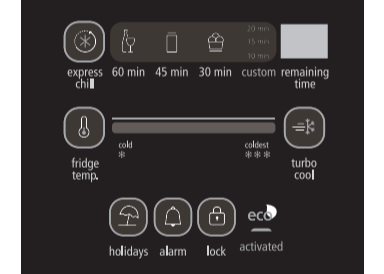 20 min
15 min
10 min
express chill 60 min 45 min 30 min custom remaining time
cold
coldest
fridge temp.
turbo cool
eco
holidays alarm lock activated